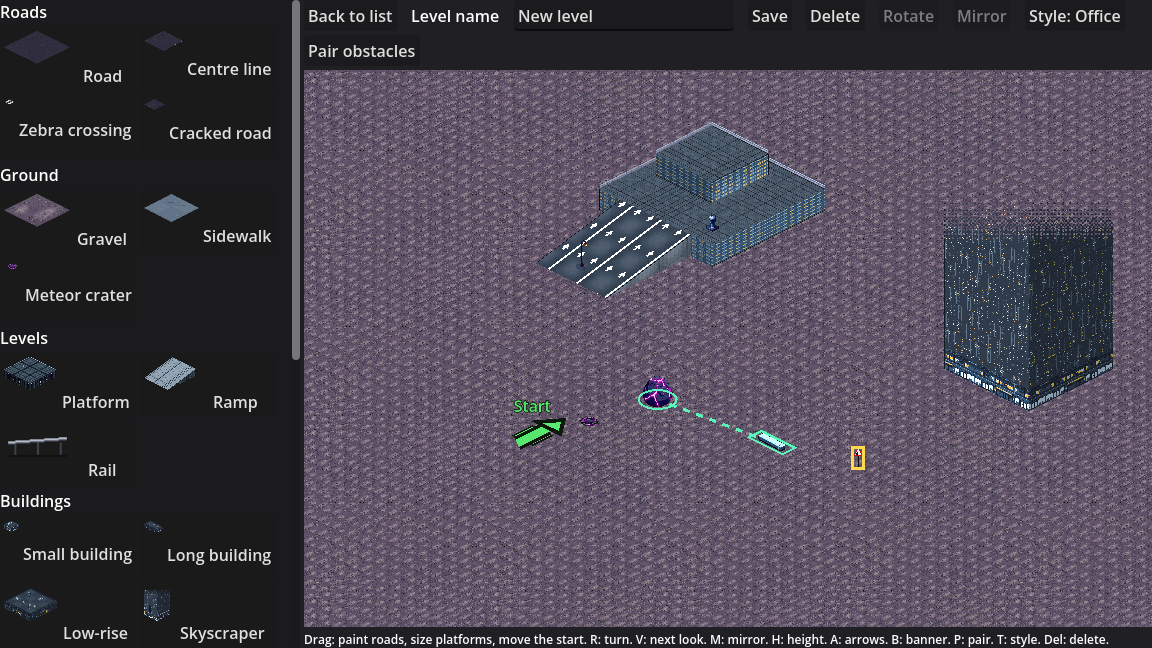 Roads
Road
Centre line
Zebra crossing
Cracked road
Ground
Gravel
Sidewalk
Meteor crater
Levels
Platform
Ramp
Rail
Buildings
Small building
Long building
Low-rise
Skyscraper
Back to list
Level name
New level
Save
Delete
Rotate
Mirror
Style: Office
Pair obstacles
Start
Drag: paint roads, size platforms, move the start. R: turn. V: next look. M: mirror. H: height. A: arrows. B: banner. P: pair. T: style. Del: delete.